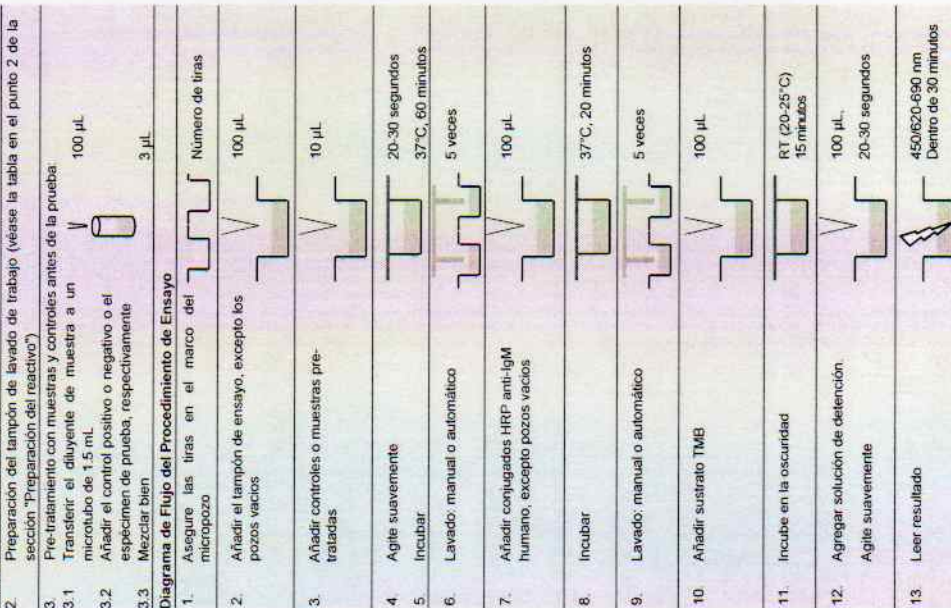 2. Preparación del tampón de lavado de trabajo (véase la tabla en el punto 2 de la
sección "Preparación del reactivo")
3. Pre-tratamiento con muestras y controles antes de la prueba:
3.1 Transferir el diluyente de muestra a un 100 µL
microtubo de 1.5 mL
3.2 Añadir el control positivo o negativo o el
espécimen de prueba, respectivamente 3 µL
3.3 Mezclar bien
Diagrama de Flujo del Procedimiento de Ensayo
1. Asegure las tiras en el marco del Número de tiras
micropozo
2. Añadir el tampón de ensayo, excepto los 100 µL
pozos vacios
3. Añadir controles o muestras pre- 10 µL
tratadas
4. Agite suavemente 20-30 segundos
5. Incubar 37°C, 60 minutos
6. Lavado: manual o automático 5 veces
7. Añadir conjugados HRP anti-IgM 100 µL
humano, excepto pozos vacios
8. Incubar 37°C, 20 minutos
9. Lavado: manual o automático 5 veces
10. Añadir sustrato TMB 100 µL
11. Incube en la oscuridad RT (20-25°C)
15 minutos
12. Agregar solución de detención. 100 µL.
Agite suavemente 20-30 segundos
13. Leer resultado 450/620-690 nm
Dentro de 30 minutos